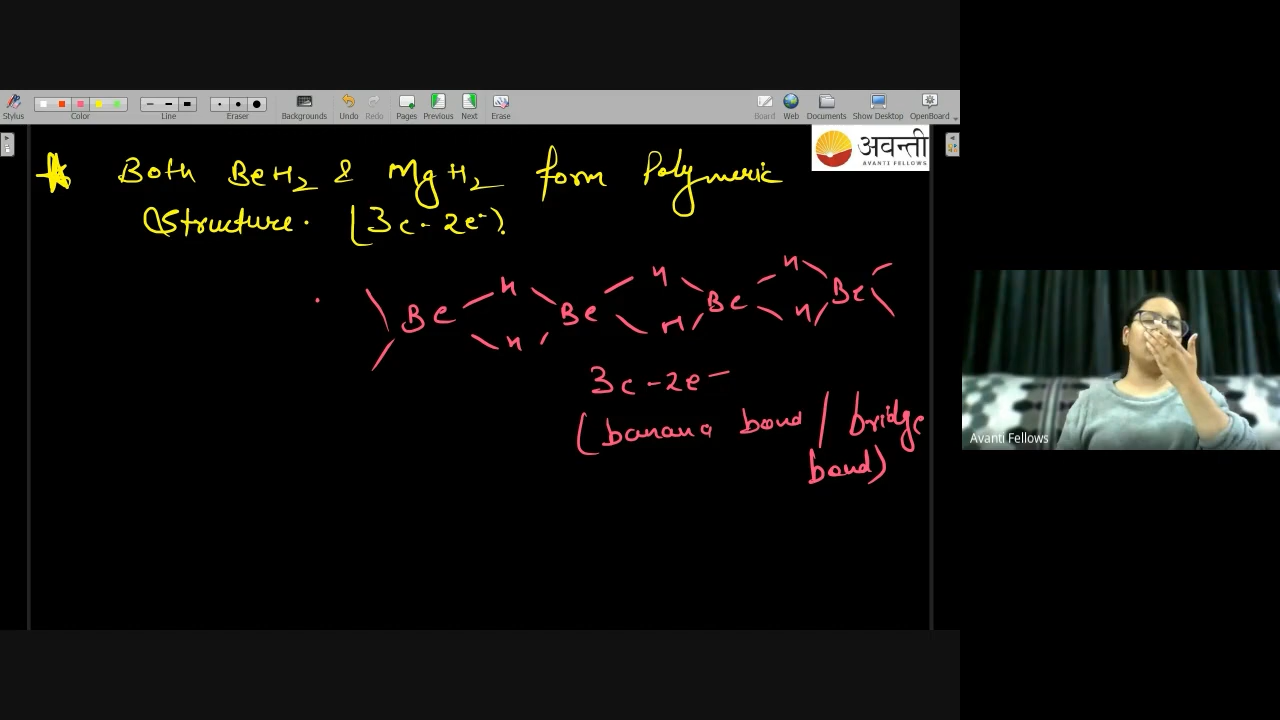 Stylus Color Line Eraser Backgrounds Undo Redo Pages Previous Next Erase Board Web Documents Show Desktop OpenBoard
अवन्ती
AVANTI FELLOWS
Both BeH2 & MgH2 form Polymeric
Structure. [3c-2e-).
H H H
Be Be Be Be
H H H
3c-2e-
(banana bond / bridge
bond)
Avanti Fellows